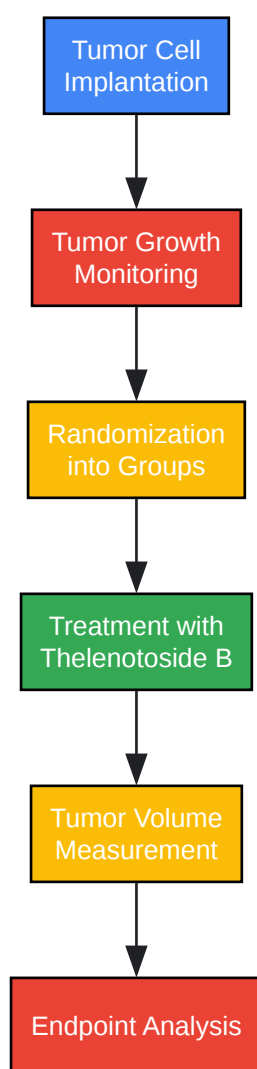 Tumor Cell
Implantation
Tumor Growth
Monitoring
Randomization
into Groups
Treatment with
Thelenotoside B
Tumor Volume
Measurement
Endpoint Analysis